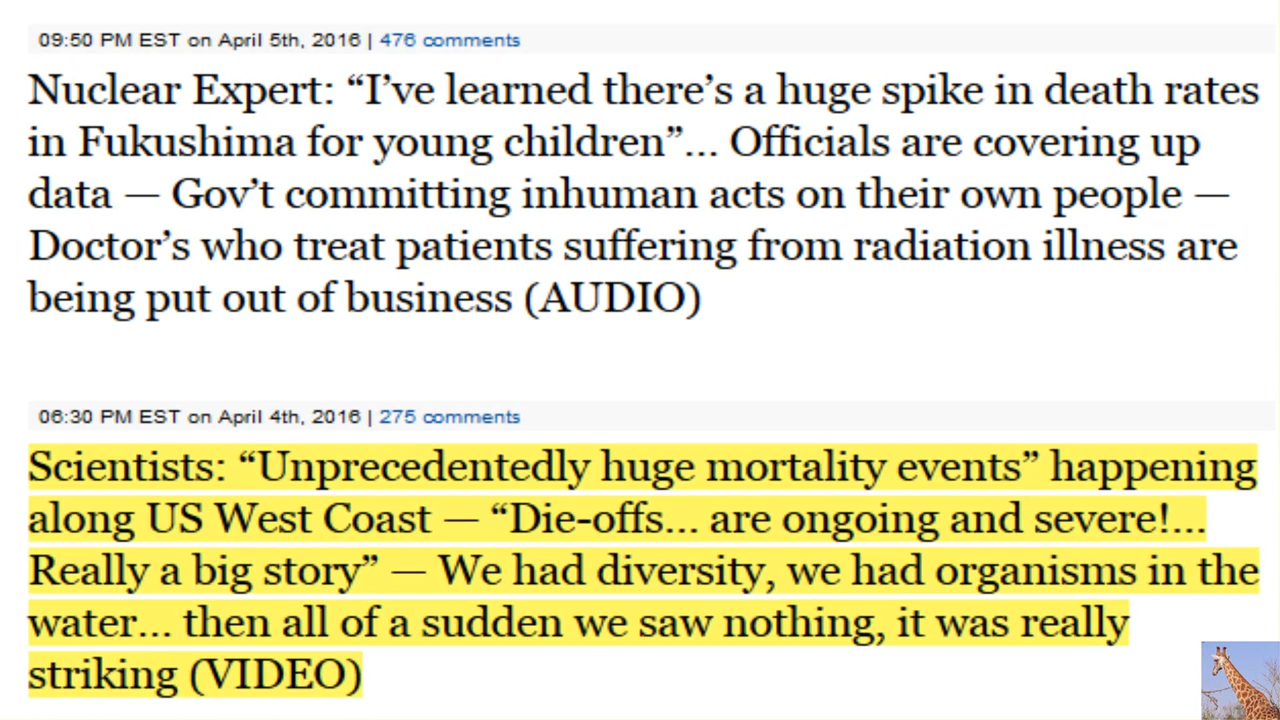 09:50 PM EST on April 5th, 2016 | 476 comments
Nuclear Expert: “I’ve learned there’s a huge spike in death rates
in Fukushima for young children”… Officials are covering up
data — Gov’t committing inhuman acts on their own people —
Doctor’s who treat patients suffering from radiation illness are
being put out of business (AUDIO)
06:30 PM EST on April 4th, 2016 | 275 comments
Scientists: “Unprecedentedly huge mortality events” happening
along US West Coast — “Die-offs… are ongoing and severe!…
Really a big story” — We had diversity, we had organisms in the
water… then all of a sudden we saw nothing, it was really
striking (VIDEO)